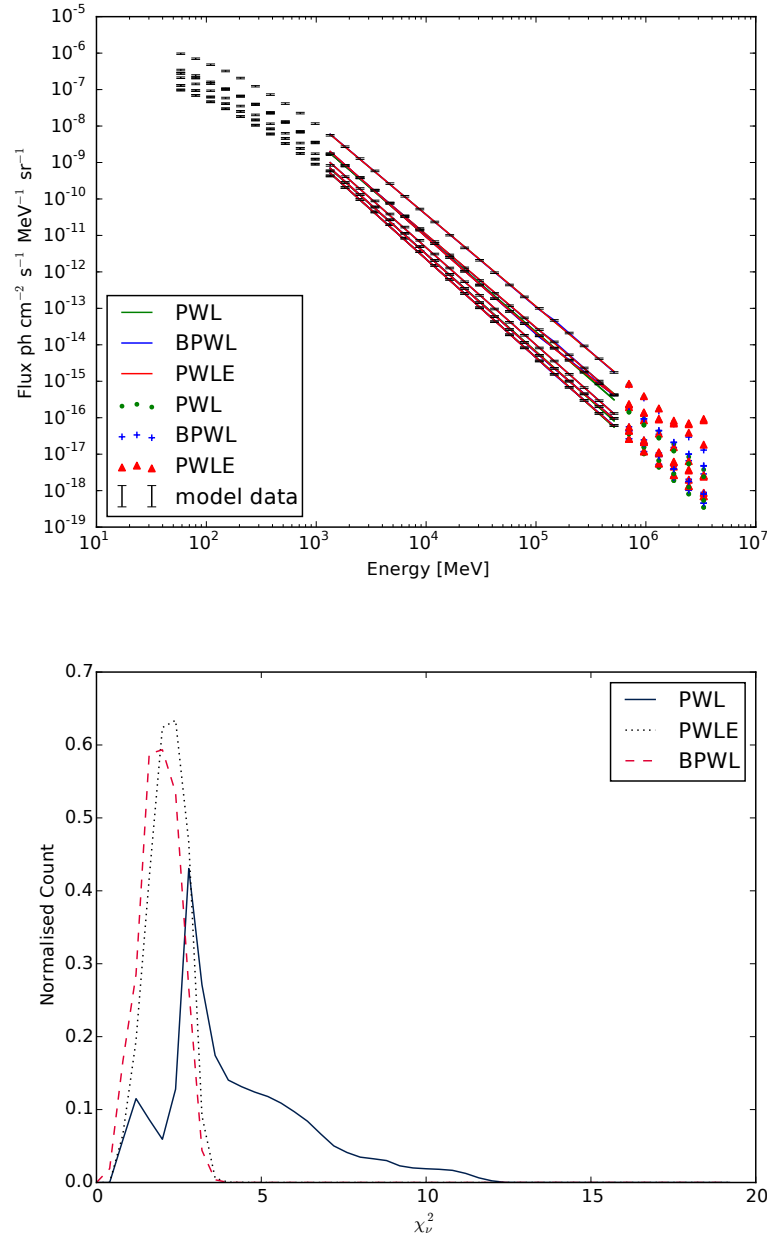 10^-5
10^-6
10^-7
10^-8
10^-9
10^-10
10^-11
10^-12
10^-13
10^-14
10^-15
10^-16
10^-17
10^-18
10^-19
Flux ph cm^-2 s^-1 MeV^-1 sr^-1
PWL
BPWL
PWLE
PWL
BPWL
PWLE
model data
10^1 10^2 10^3 10^4 10^5 10^6 10^7
Energy [MeV]
0.7
0.6
0.5
0.4
0.3
0.2
0.1
0.0
Normalised Count
PWL
PWLE
BPWL
0 5 10 15 20
χ_ν^2